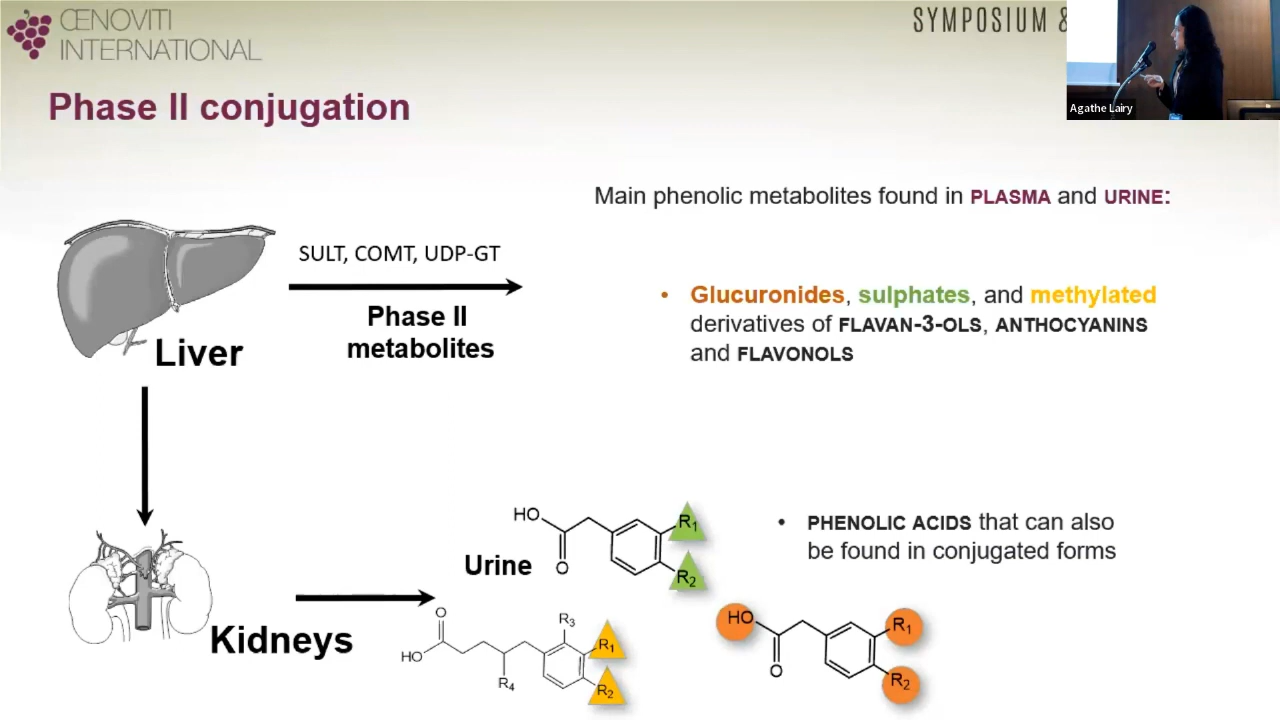 ŒNOVITI
INTERNATIONAL
SYMPOSIUM &
Agathe Lairy
Phase II conjugation
Main phenolic metabolites found in PLASMA and URINE:
SULT, COMT, UDP-GT
Phase II
metabolites
Liver
• Glucuronides, sulphates, and methylated
derivatives of FLAVAN-3-OLS, ANTHOCYANINS
and FLAVONOLS
HO
O
R1
R2
Urine
• PHENOLIC ACIDS that can also
be found in conjugated forms
Kidneys
O
HO
R3
R4
R1
R2
HO
O
R1
R2